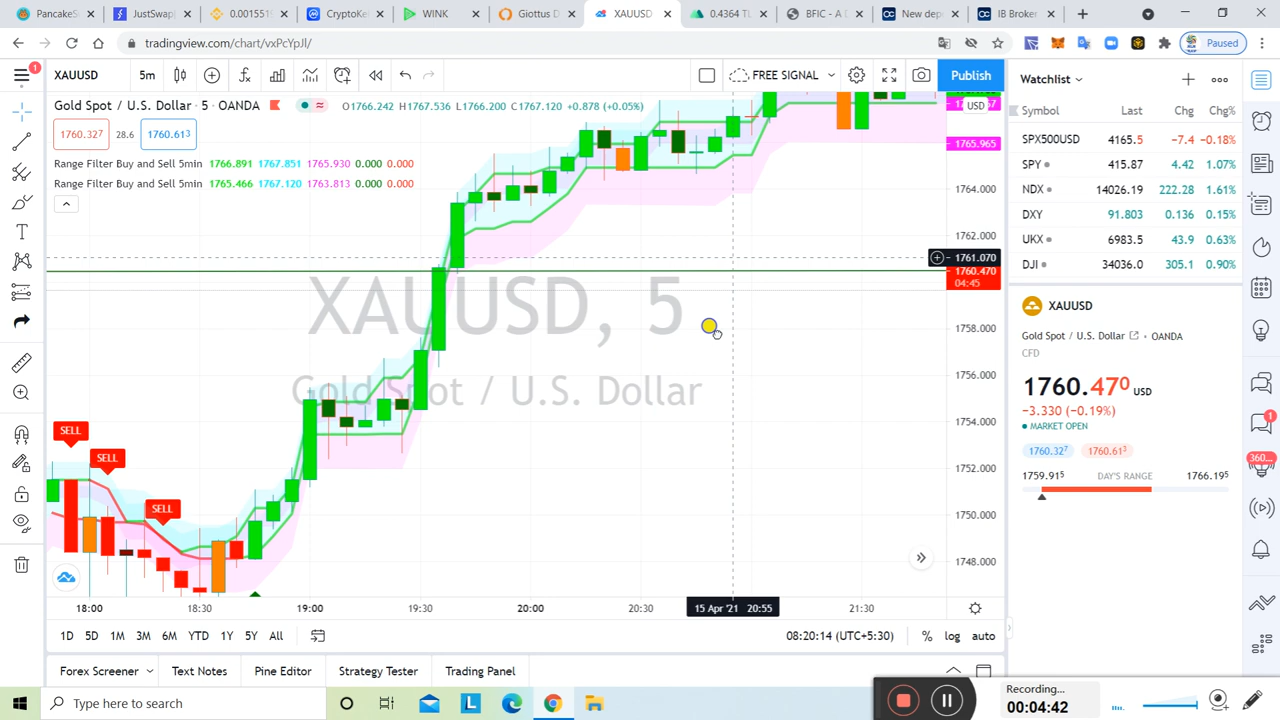 PancakeS
JustSwap
0.001551
CryptoKe
WINK
Giottus D
XAUUSD
0.4364 TL
BFIC - A D
New dep
IB Broker
tradingview.com/chart/vxPcYpJl/
Paused
1
XAUUSD
5m
FREE SIGNAL
Publish
Watchlist
Gold Spot / U.S. Dollar · 5 · OANDA
O1766.242 H1767.536 L1766.200 C1767.120 +0.878 (+0.05%)
USD
1760.327
28.6
1760.613
Range Filter Buy and Sell 5min 1766.891 1767.851 1765.930 0.000 0.000
Range Filter Buy and Sell 5min 1765.466 1767.120 1763.813 0.000 0.000
Symbol Last Chg Chg%
SPX500USD 4165.5 -7.4 -0.18%
SPY 415.87 4.42 1.07%
NDX 14026.19 222.28 1.61%
DXY 91.803 0.136 0.15%
UKX 6983.5 43.9 0.63%
DJI 34036.0 305.1 0.90%
1765.965
1764.000
1762.000
1761.070
1760.470
04:45
1758.000
1756.000
1754.000
1752.000
1750.000
1748.000
XAUUSD, 5
Gold Spot / U.S. Dollar
SELL
SELL
SELL
XAUUSD
Gold Spot / U.S. Dollar · OANDA
CFD
1760.470 USD
−3.330 (−0.19%)
MARKET OPEN
1760.327
1760.613
1759.915 DAY'S RANGE 1766.195
1
360...
18:00 18:30 19:00 19:30 20:00 20:30 15 Apr '21 20:55 21:30
1D 5D 1M 3M 6M YTD 1Y 5Y All
08:20:14 (UTC+5:30) % log auto
Forex Screener Text Notes Pine Editor Strategy Tester Trading Panel
Type here to search
L
Recording...
00:04:42